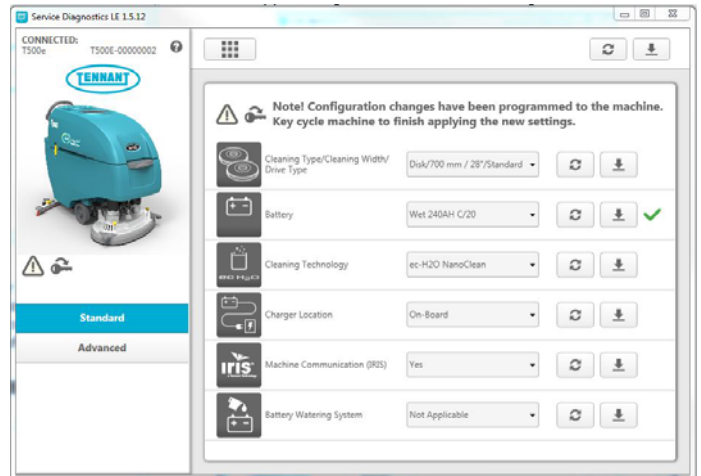 Service Diagnostics LE 1.5.12
CONNECTED:
T500e T500E-00000002
TENNANT
Note! Configuration changes have been programmed to the machine.
Key cycle machine to finish applying the new settings.
Cleaning Type/Cleaning Width/
Drive Type
Disk/700 mm / 28"/Standard
Battery
Wet 240AH C/20
ec H₂O
Cleaning Technology
ec-H2O NanoClean
Charger Location
On-Board
IRIS
Machine Communication (IRIS)
Yes
Battery Watering System
Not Applicable
Standard
Advanced